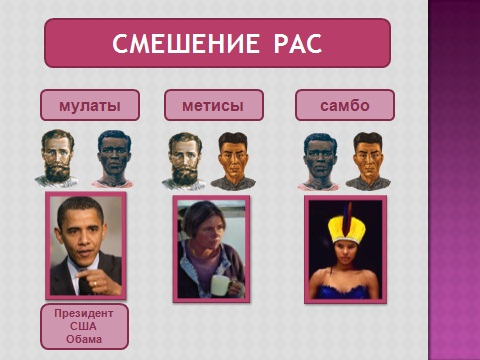 СМЕШЕНИЕ РАС
мулаты
метисы
самбо
Президент
США
Обама